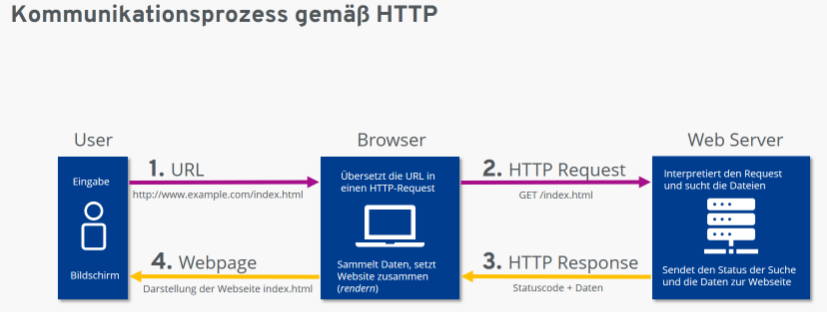 Kommunikationsprozess gemäß HTTP
User
Browser
Web Server
Eingabe
Bildschirm
1. URL
http://www.example.com/index.html
4. Webpage
Darstellung der Webseite index.html
Übersetzt die URL in
einen HTTP-Request
Sammelt Daten, setzt
Website zusammen
(rendern)
2. HTTP Request
GET /index.html
3. HTTP Response
Statuscode + Daten
Interpretiert den Request
und sucht die Dateien
Sendet den Status der Suche
und die Daten zur Webseite